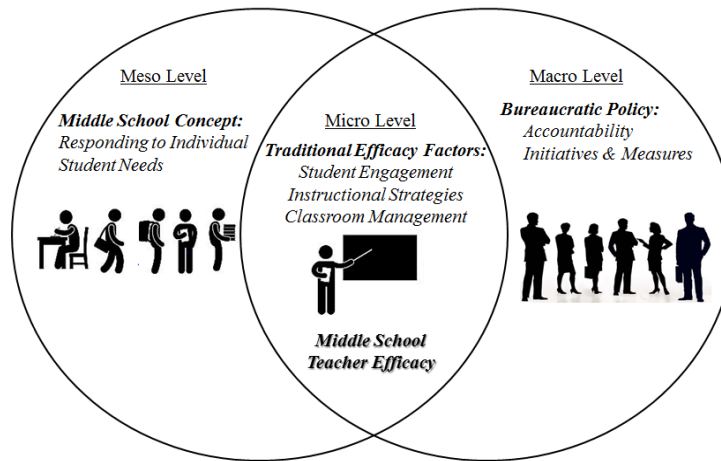 Meso Level
Middle School Concept:
Responding to Individual
Student Needs
Micro Level
Traditional Efficacy Factors:
Student Engagement
Instructional Strategies
Classroom Management
Middle School
Teacher Efficacy
Macro Level
Bureaucratic Policy:
Accountability
Initiatives & Measures